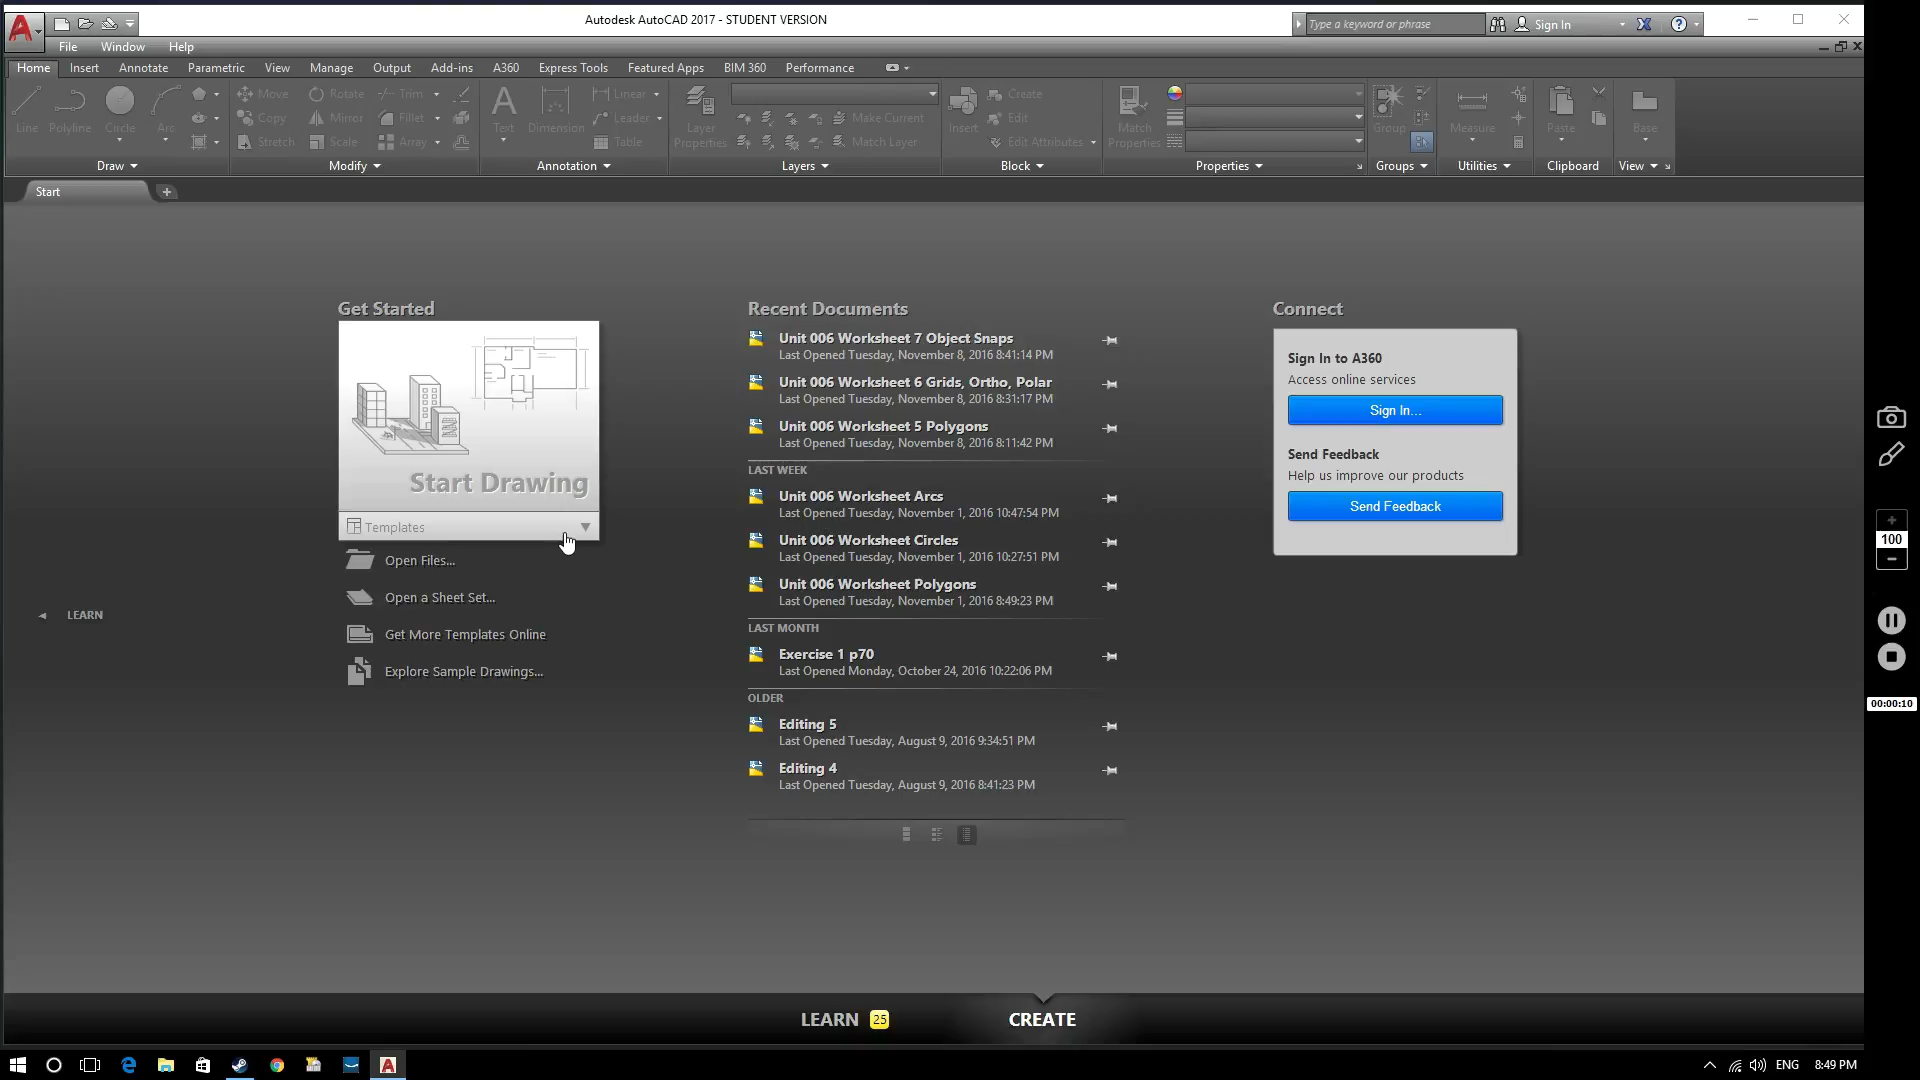 Autodesk AutoCAD 2017 - STUDENT VERSION
Type a keyword or phrase
Sign In
File Window Help
Home Insert Annotate Parametric View Manage Output Add-ins A360 Express Tools Featured Apps BIM 360 Performance
Line Polyline Circle Arc
Move Rotate Trim
Copy Mirror Fillet
Stretch Scale Array
Text Dimension
Linear
Leader
Table
Layer Properties
Make Current
Match Layer
Insert
Create
Edit
Edit Attributes
Match Properties
Group
Measure
Paste
Base
Draw Modify Annotation Layers Block Properties Groups Utilities Clipboard View
Start
Get Started
Start Drawing
Templates
Open Files...
Open a Sheet Set...
Get More Templates Online
Explore Sample Drawings...
LEARN
Recent Documents
Unit 006 Worksheet 7 Object Snaps
Last Opened Tuesday, November 8, 2016 8:41:14 PM
Unit 006 Worksheet 6 Grids, Ortho, Polar
Last Opened Tuesday, November 8, 2016 8:31:17 PM
Unit 006 Worksheet 5 Polygons
Last Opened Tuesday, November 8, 2016 8:11:42 PM
LAST WEEK
Unit 006 Worksheet Arcs
Last Opened Tuesday, November 1, 2016 10:47:54 PM
Unit 006 Worksheet Circles
Last Opened Tuesday, November 1, 2016 10:27:51 PM
Unit 006 Worksheet Polygons
Last Opened Tuesday, November 1, 2016 8:49:23 PM
LAST MONTH
Exercise 1 p70
Last Opened Monday, October 24, 2016 10:22:06 PM
OLDER
Editing 5
Last Opened Tuesday, August 9, 2016 9:34:51 PM
Editing 4
Last Opened Tuesday, August 9, 2016 8:41:23 PM
Connect
Sign In to A360
Access online services
Sign In...
Send Feedback
Help us improve our products
Send Feedback
100
00:00:10
LEARN 25 CREATE
ENG 8:49 PM